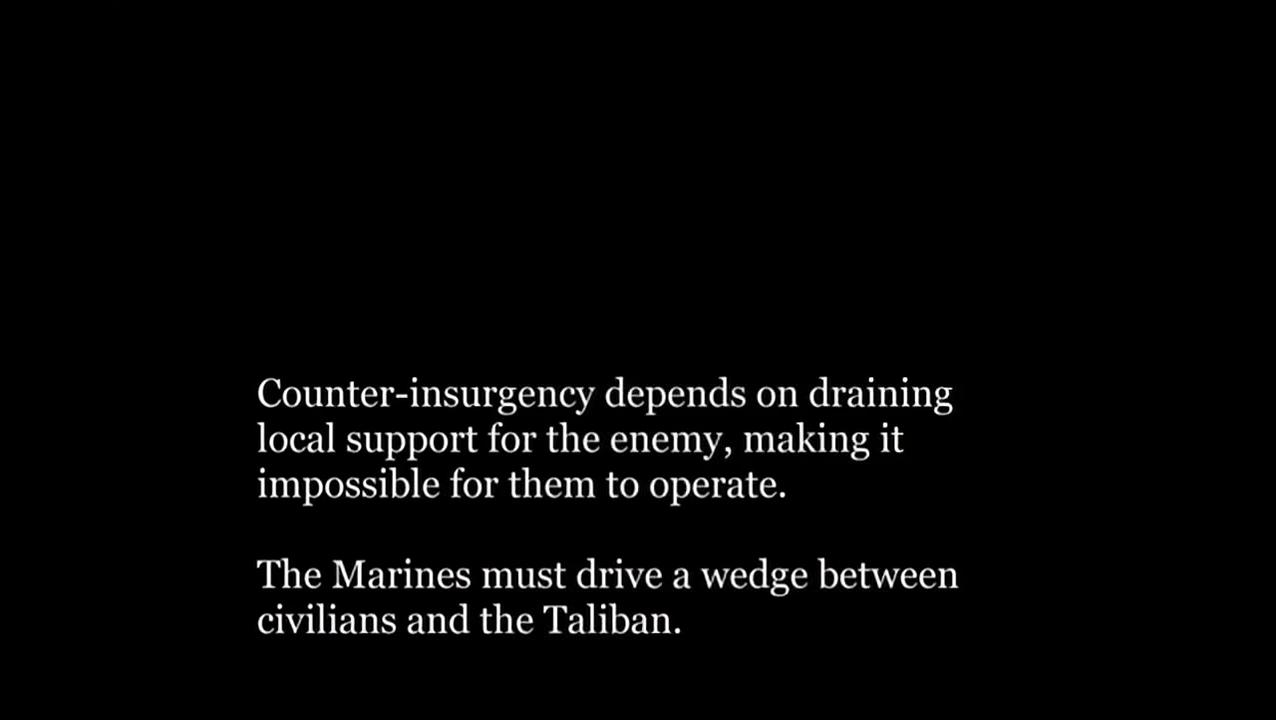 Counter-insurgency depends on draining
local support for the enemy, making it
impossible for them to operate.
The Marines must drive a wedge between
civilians and the Taliban.